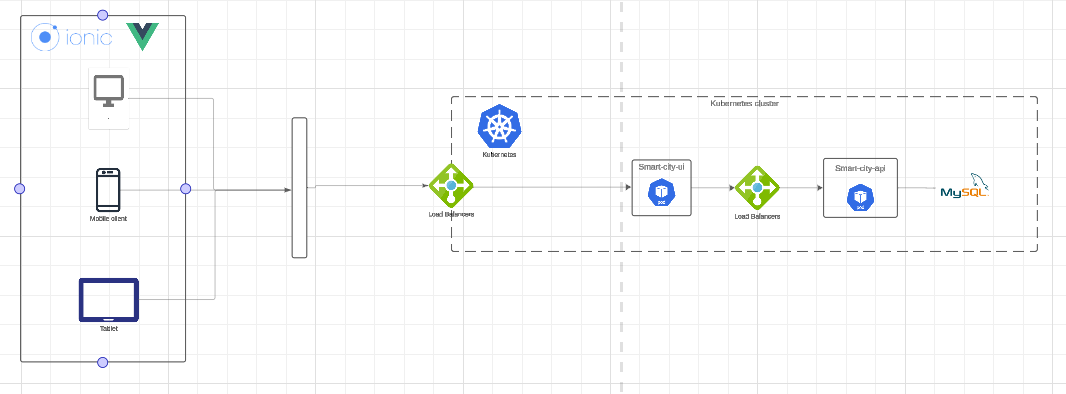 ionic
Kubernetes cluster
Kubernetes
Smart-city-ui
Smart-city-api
pod
pod
MySQL
Mobile client
Load Balancers
Load Balancers
Tablet